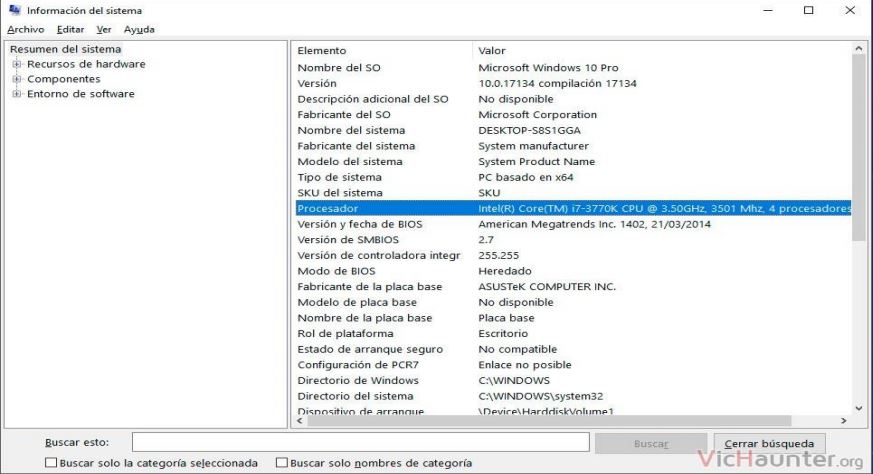 Información del sistema
Archivo Editar Ver Ayuda
Resumen del sistema
Recursos de hardware
Componentes
Entorno de software
Elemento Valor
Nombre del SO Microsoft Windows 10 Pro
Versión 10.0.17134 compilación 17134
Descripción adicional del SO No disponible
Fabricante del SO Microsoft Corporation
Nombre del sistema DESKTOP-S8S1GGA
Fabricante del sistema System manufacturer
Modelo del sistema System Product Name
Tipo de sistema PC basado en x64
SKU del sistema SKU
Procesador Intel(R) Core(TM) i7-3770K CPU @ 3.50GHz, 3501 Mhz, 4 procesadores
Versión y fecha de BIOS American Megatrends Inc. 1402, 21/03/2014
Versión de SMBIOS 2.7
Versión de controladora integr 255.255
Modo de BIOS Heredado
Fabricante de la placa base ASUSTeK COMPUTER INC.
Modelo de placa base No disponible
Nombre de la placa base Placa base
Rol de plataforma Escritorio
Estado de arranque seguro No compatible
Configuración de PCR7 Enlace no posible
Directorio de Windows C:\WINDOWS
Directorio del sistema C:\WINDOWS\system32
Dispositivo de arranque \Device\HarddiskVolume1
Buscar esto: Buscar Cerrar búsqueda
Buscar solo la categoría seleccionada Buscar solo nombres de categoría
VicHaunter.org